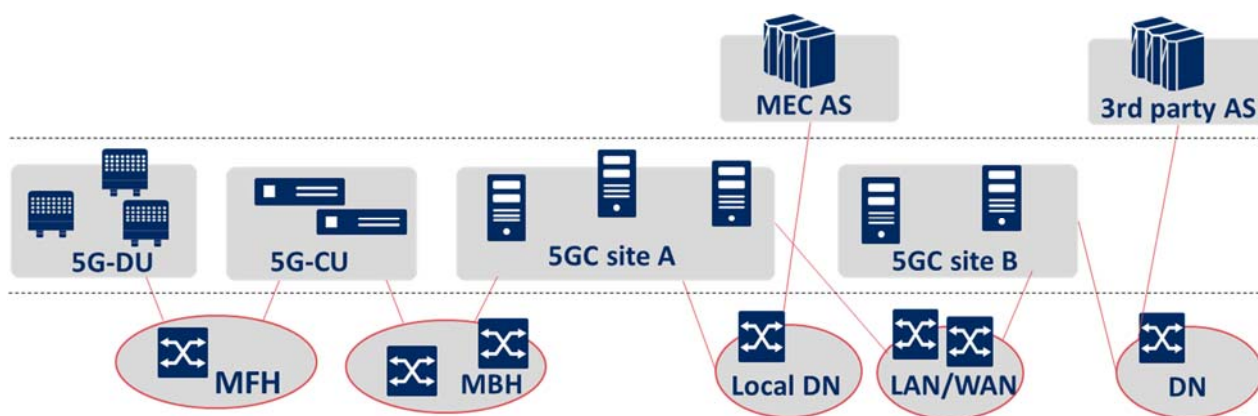 MEC AS
3rd party AS
5G-DU
5G-CU
5GC site A
5GC site B
MFH
MBH
Local DN
LAN/WAN
DN